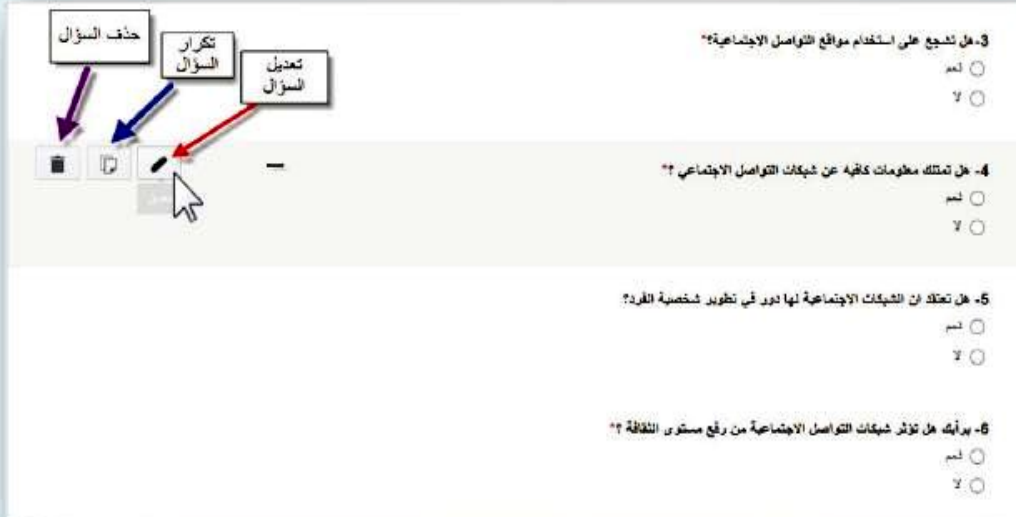 حذف السؤال
تكرار
السؤال
تعديل
السؤال
3-هل تشجع على استخدام مواقع التواصل الاجتماعية؟*
نعم
لا
4- هل تمتلك معلومات كافيه عن شبكات التواصل الاجتماعي ؟*
نعم
لا
5- هل تعتقد ان الشبكات الاجتماعية لها دور في تطوير شخصية الفرد؟
نعم
لا
6- برأيك هل تؤثر شبكات التواصل الاجتماعية من رفع مستوى الثقافة ؟*
نعم
لا